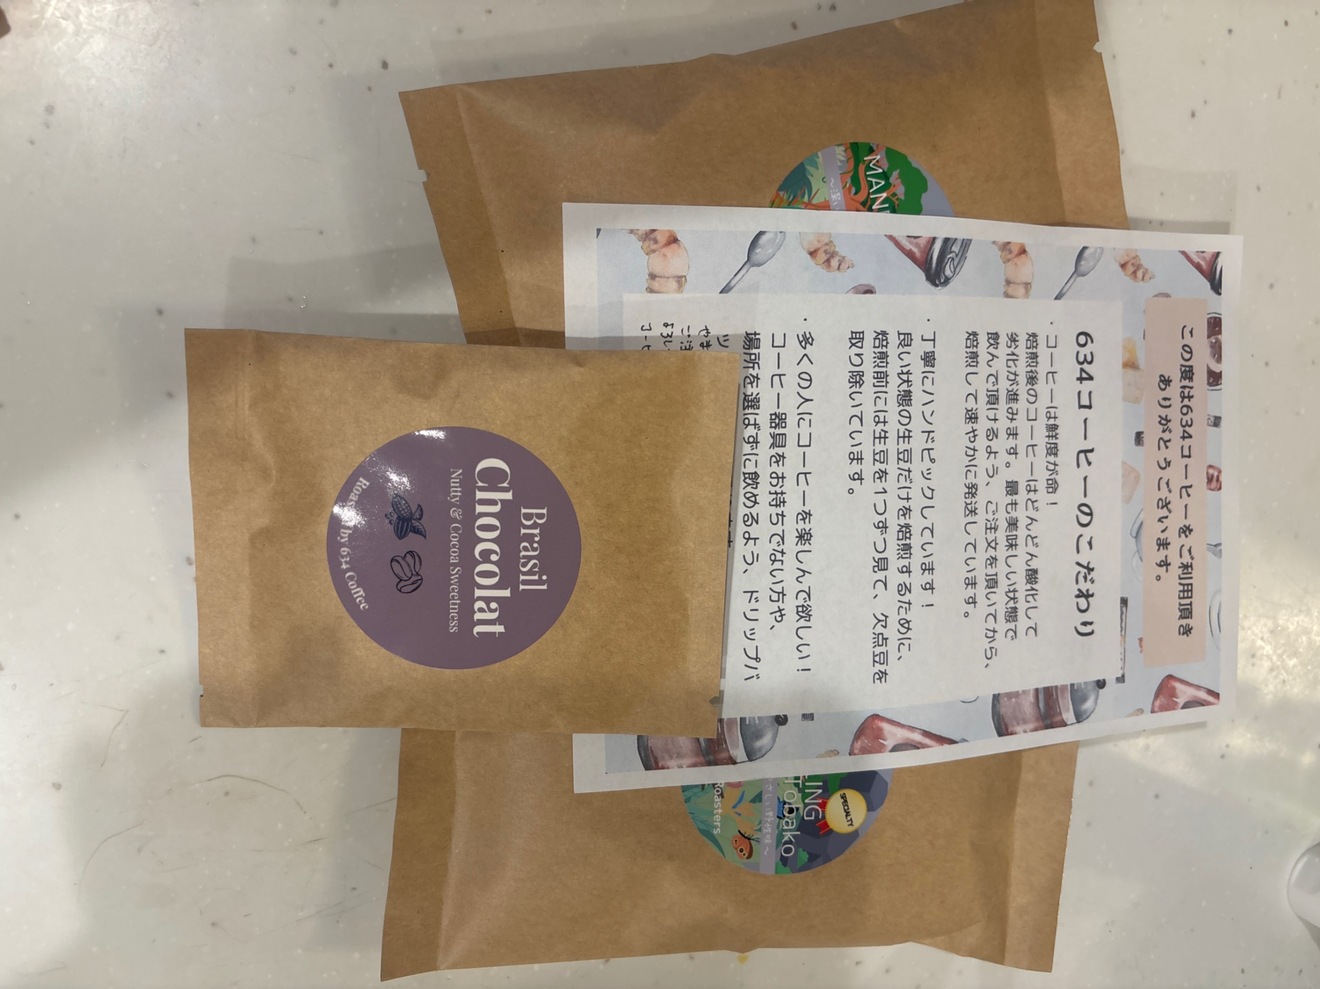 この度は634コーヒーをご利用頂き
ありがとうございます。
634コーヒーのこだわり
・コーヒーは鮮度が命！
焙煎後のコーヒーはどんどん酸化して
劣化が進みます。最も美味しい状態で
飲んで頂けるよう、ご注文を頂いてから、
焙煎して速やかに発送しています。
・丁寧にハンドピックしています！
良い状態の生豆だけを焙煎するために、
焙煎前には生豆を1つずつ見て、欠点豆を
取り除いています。
・多くの人にコーヒーを楽しんで欲しい！
コーヒー器具をお持ちでない方や、
場所を選ばずに飲めるよう、ドリップバ
Brasil
Chocolat
Nutty & Cocoa Sweetness
Roasted by 634 Coffee
MAN
LING
Tobako
SPECIALTY
Roasters